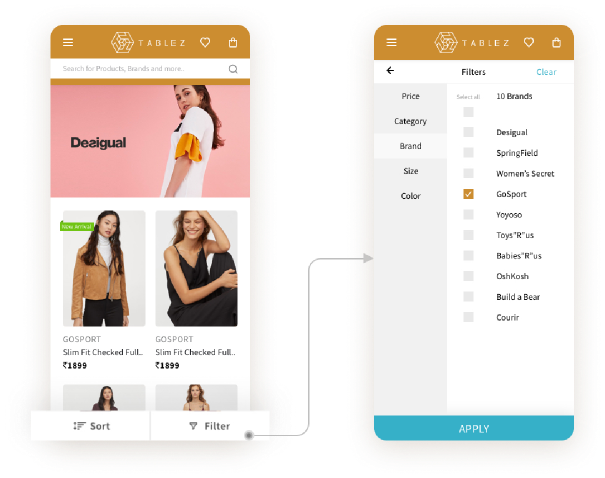 TABLEZ
Search for Products, Brands and more.
Desigual
New Arrival
GOSPORT
Slim Fit Checked Full..
₹1899
GOSPORT
Slim Fit Checked Full..
₹1899
Sort
Filter
TABLEZ
Filters
Clear
Price
Category
Brand
Size
Color
Select all
10 Brands
Desigual
SpringField
Women's Secret
GoSport
Yoyoso
Toys"R"us
Babies"R"us
OshKosh
Build a Bear
Courir
APPLY